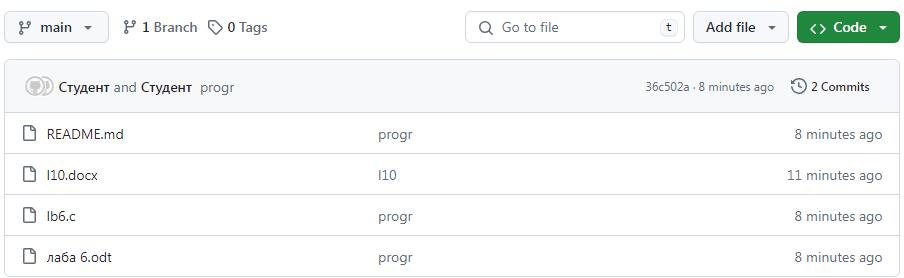 main 1 Branch 0 Tags Go to file t Add file Code
Студент and Студент progr 36c502a · 8 minutes ago 2 Commits
README.md progr 8 minutes ago
l10.docx l10 11 minutes ago
lb6.c progr 8 minutes ago
лаба 6.odt progr 8 minutes ago